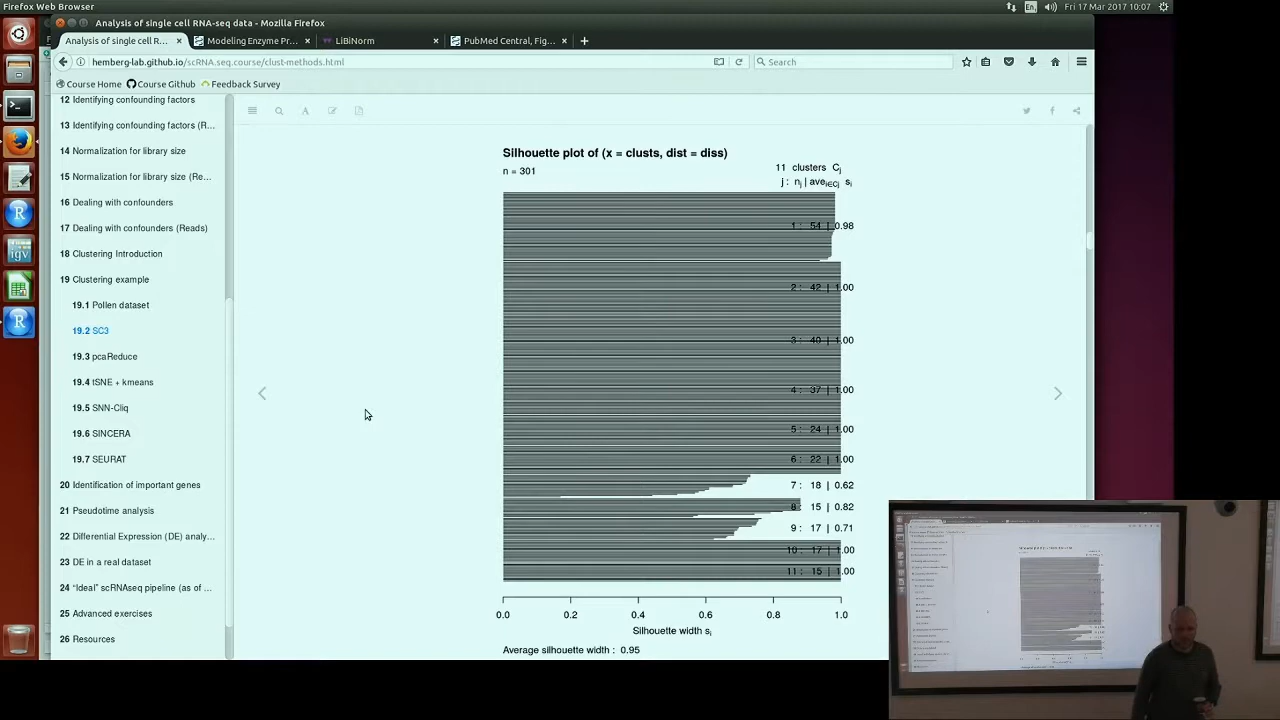 Firefox Web Browser
En
Fri 17 Mar 2017 10:07
Analysis of single cell RNA-seq data - Mozilla Firefox
Analysis of single cell R...
Modeling Enzyme Pr...
LiBiNorm
PubMed Central, Fig...
hemberg-lab.github.io/scRNA.seq.course/clust-methods.html
Search
Course Home
Course Github
Feedback Survey
12 Identifying confounding factors
13 Identifying confounding factors (R...
14 Normalization for library size
15 Normalization for library size (Re...
16 Dealing with confounders
17 Dealing with confounders (Reads)
18 Clustering Introduction
19 Clustering example
19.1 Pollen dataset
19.2 SC3
19.3 pcaReduce
19.4 tSNE + kmeans
19.5 SNN-Cliq
19.6 SINCERA
19.7 SEURAT
20 Identification of important genes
21 Pseudotime analysis
22 Differential Expression (DE) analy...
23 DE in a real dataset
24 "Ideal" scRNAseq pipeline (as of ...
25 Advanced exercises
26 Resources
Silhouette plot of (x = clusts, dist = diss)
n = 301
11 clusters Cj
j : nj | avei∈Cj si
1 : 54 | 0.98
2 : 42 | 1.00
3 : 40 | 1.00
4 : 37 | 1.00
5 : 24 | 1.00
6 : 22 | 1.00
7 : 18 | 0.62
8 : 15 | 0.82
9 : 17 | 0.71
10 : 17 | 1.00
11 : 15 | 1.00
0.0 0.2 0.4 0.6 0.8 1.0
Silhouette width si
Average silhouette width : 0.95
igv